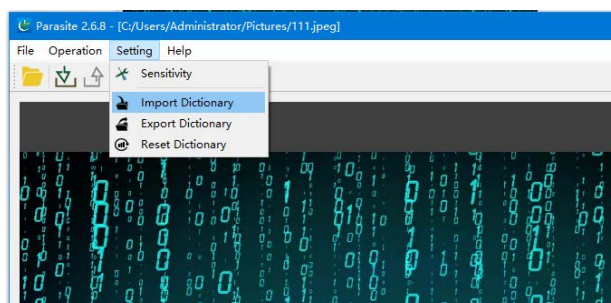 Parasite 2.6.8 - [C:/Users/Administrator/Pictures/111.jpeg]
File Operation Setting Help
Sensitivity
Import Dictionary
Export Dictionary
Reset Dictionary